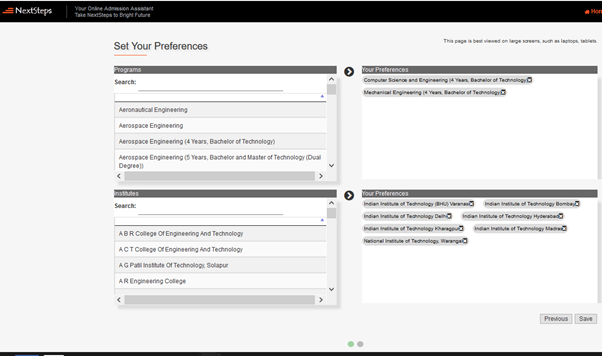 NextSteps
Your Online Admission Assistant
Take NextSteps to Bright Future
Hom
Set Your Preferences
This page is best viewed on large screens, such as laptops, tablets.
Programs
Search:
Aeronautical Engineering
Aerospace Engineering
Aerospace Engineering (4 Years, Bachelor of Technology)
Aerospace Engineering (5 Years, Bachelor and Master of Technology (Dual
Degree))
Your Preferences
Computer Science and Engineering (4 Years, Bachelor of Technology
Mechanical Engineering (4 Years, Bachelor of Technology
Institutes
Search:
A B R College Of Engineering And Technology
A C T College Of Engineering And Technology
A G Patil Institute Of Technology, Solapur
A R Engineering College
Your Preferences
Indian Institute of Technology (BHU) Varanas
Indian Institute of Technology Bombay
Indian Institute of Technology Delhi
Indian Institute of Technology Hyderabad
Indian Institute of Technology Kharagpur
Indian Institute of Technology Madras
National Institute of Technology, Warangal
Previous
Save